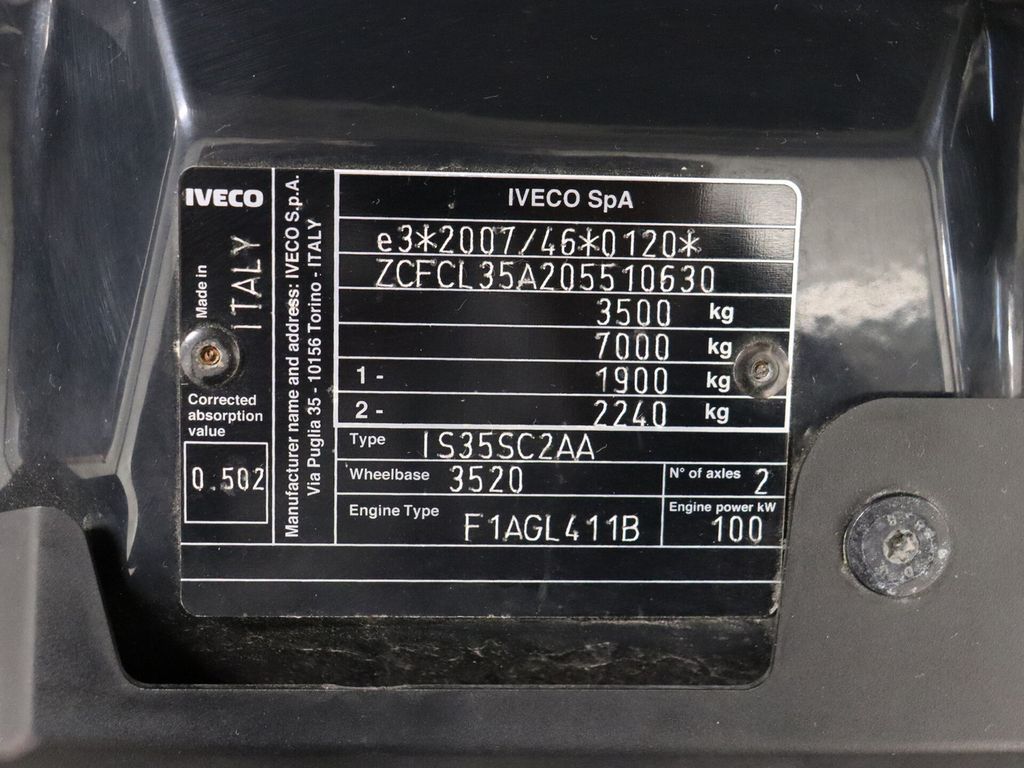 IVECO
Made in
ITALY
Corrected
absorption
value
0.502
Manufacturer name and address: IVECO S.p.A.
Via Puglia 35 - 10156 Torino - ITALY
IVECO SpA
e3*2007/46*0120*
ZCFCL35A205510630
3500 kg
7000 kg
1 - 1900 kg
2 - 2240 kg
Type IS35SC2AA
Wheelbase 3520 N° of axles 2
Engine Type F1AGL411B Engine power kW 100